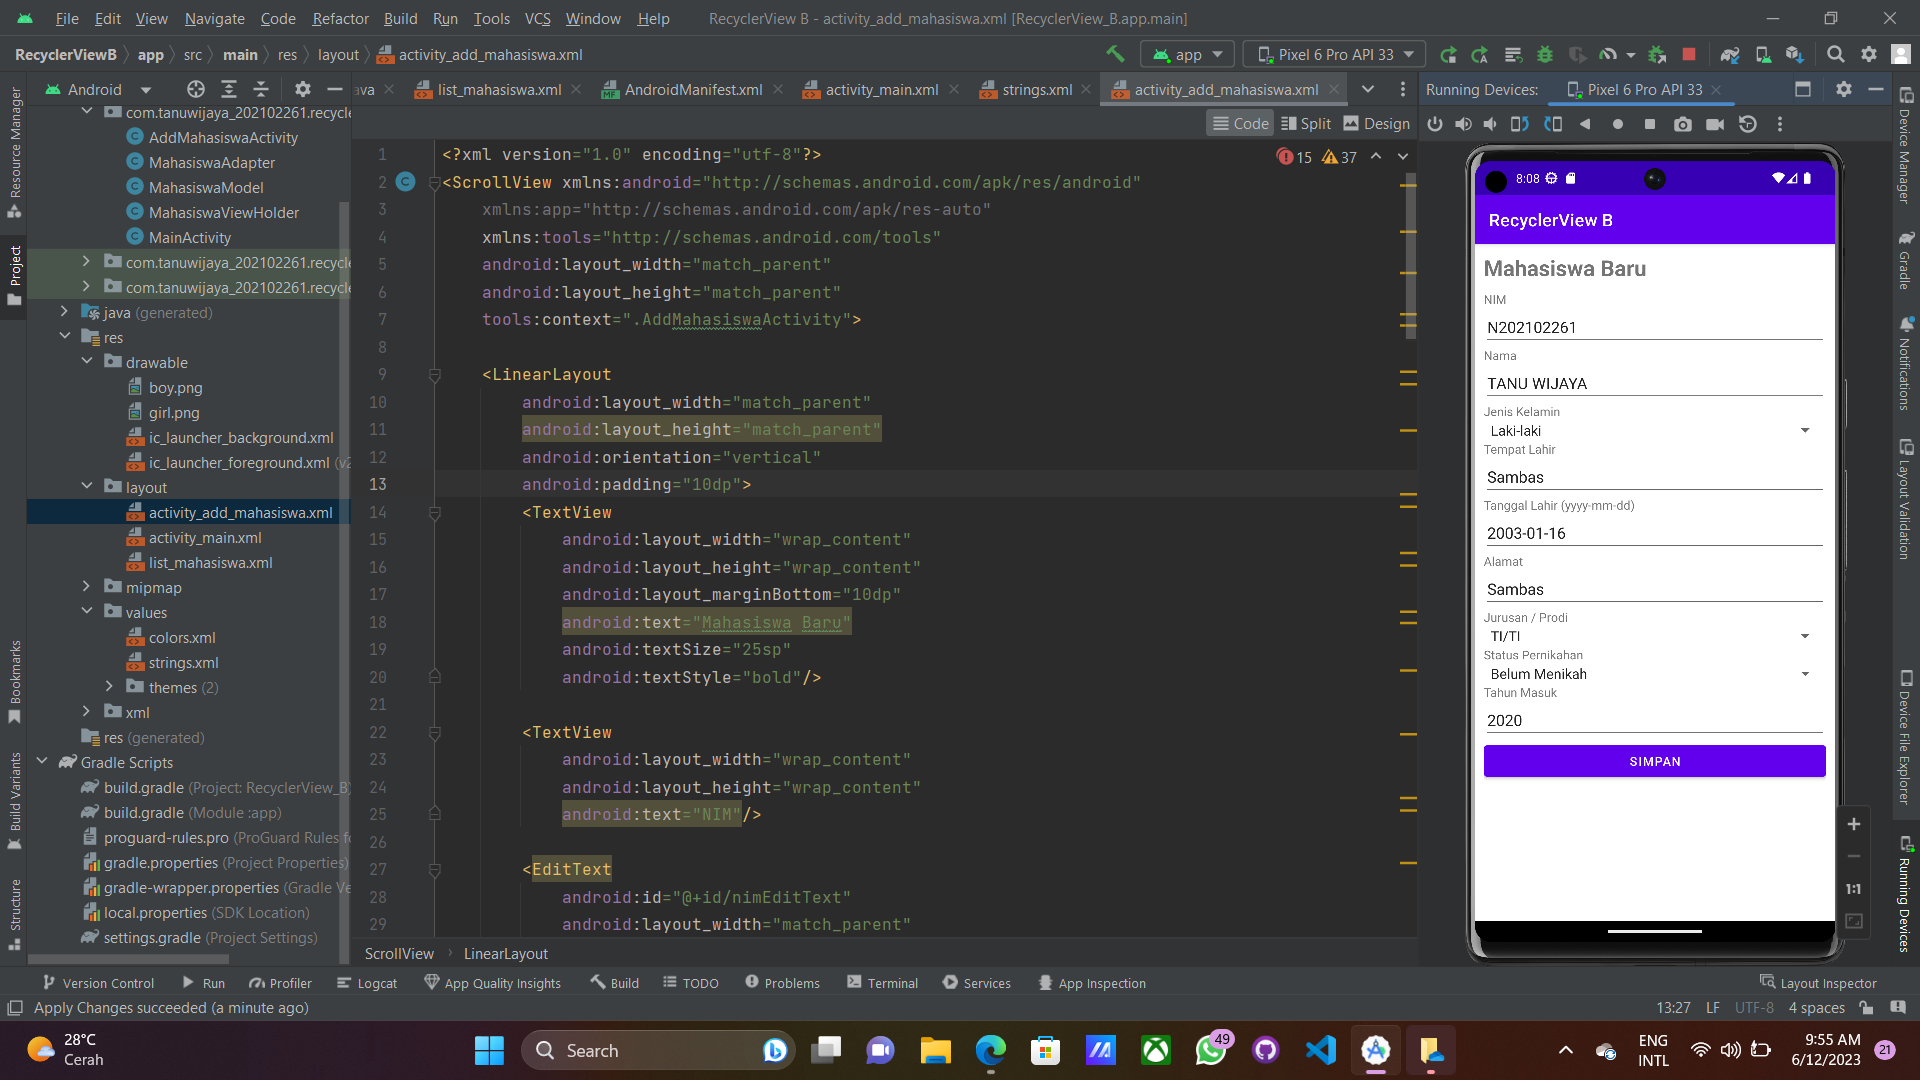 File Edit View Navigate Code Refactor Build Run Tools VCS Window Help RecyclerView B - activity_add_mahasiswa.xml [RecyclerView_B.app.main]
RecyclerViewB app src main res layout activity_add_mahasiswa.xml app Pixel 6 Pro API 33
Android ava list_mahasiswa.xml AndroidManifest.xml activity_main.xml strings.xml activity_add_mahasiswa.xml Running Devices: Pixel 6 Pro API 33
Code Split Design
Resource Manager
Project
Bookmarks
Build Variants
Structure
com.tanuwijaya_202102261.recycle
AddMahasiswaActivity
MahasiswaAdapter
MahasiswaModel
MahasiswaViewHolder
MainActivity
com.tanuwijaya_202102261.recycle
com.tanuwijaya_202102261.recycle
java (generated)
res
drawable
boy.png
girl.png
ic_launcher_background.xml
ic_launcher_foreground.xml (v2
layout
activity_add_mahasiswa.xml
activity_main.xml
list_mahasiswa.xml
mipmap
values
colors.xml
strings.xml
themes (2)
xml
res (generated)
Gradle Scripts
build.gradle (Project: RecyclerView_B)
build.gradle (Module :app)
proguard-rules.pro (ProGuard Rules fo
gradle.properties (Project Properties)
gradle-wrapper.properties (Gradle Ve
local.properties (SDK Location)
settings.gradle (Project Settings)
15 37
1 <?xml version="1.0" encoding="utf-8"?>
2 <ScrollView xmlns:android="http://schemas.android.com/apk/res/android"
3 xmlns:app="http://schemas.android.com/apk/res-auto"
4 xmlns:tools="http://schemas.android.com/tools"
5 android:layout_width="match_parent"
6 android:layout_height="match_parent"
7 tools:context=".AddMahasiswaActivity">
8
9 <LinearLayout
10 android:layout_width="match_parent"
11 android:layout_height="match_parent"
12 android:orientation="vertical"
13 android:padding="10dp">
14 <TextView
15 android:layout_width="wrap_content"
16 android:layout_height="wrap_content"
17 android:layout_marginBottom="10dp"
18 android:text="Mahasiswa Baru"
19 android:textSize="25sp"
20 android:textStyle="bold"/>
21
22 <TextView
23 android:layout_width="wrap_content"
24 android:layout_height="wrap_content"
25 android:text="NIM"/>
26
27 <EditText
28 android:id="@+id/nimEditText"
29 android:layout_width="match_parent"
ScrollView LinearLayout
8:08
RecyclerView B
Mahasiswa Baru
NIM
N202102261
Nama
TANU WIJAYA
Jenis Kelamin
Laki-laki
Tempat Lahir
Sambas
Tanggal Lahir (yyyy-mm-dd)
2003-01-16
Alamat
Sambas
Jurusan / Prodi
TI/TI
Status Pernikahan
Belum Menikah
Tahun Masuk
2020
SIMPAN
1:1
Device Manager
Gradle
Notifications
Layout Validation
Device File Explorer
Running Devices
Version Control Run Profiler Logcat App Quality Insights Build TODO Problems Terminal Services App Inspection Layout Inspector
Apply Changes succeeded (a minute ago) 13:27 LF UTF-8 4 spaces
28°C
Cerah
Search
49
ENG
INTL
9:55 AM
6/12/2023
21